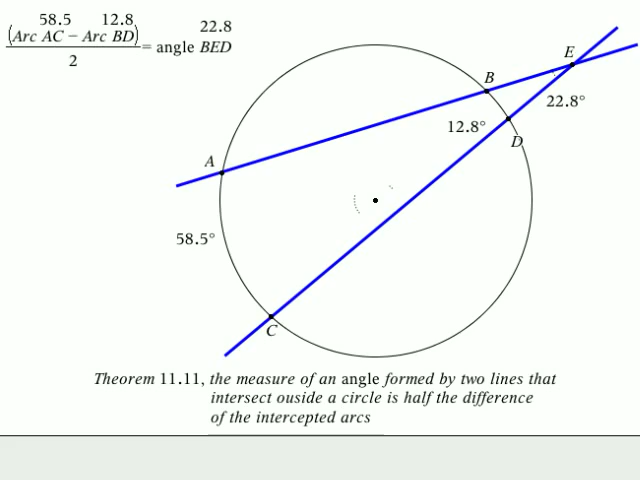 58.5 12.8
(Arc AC − Arc BD)
2
= angle BED
22.8
E
B
22.8°
12.8°
D
A
58.5°
C
Theorem 11.11, the measure of an angle formed by two lines that
intersect ouside a circle is half the difference
of the intercepted arcs